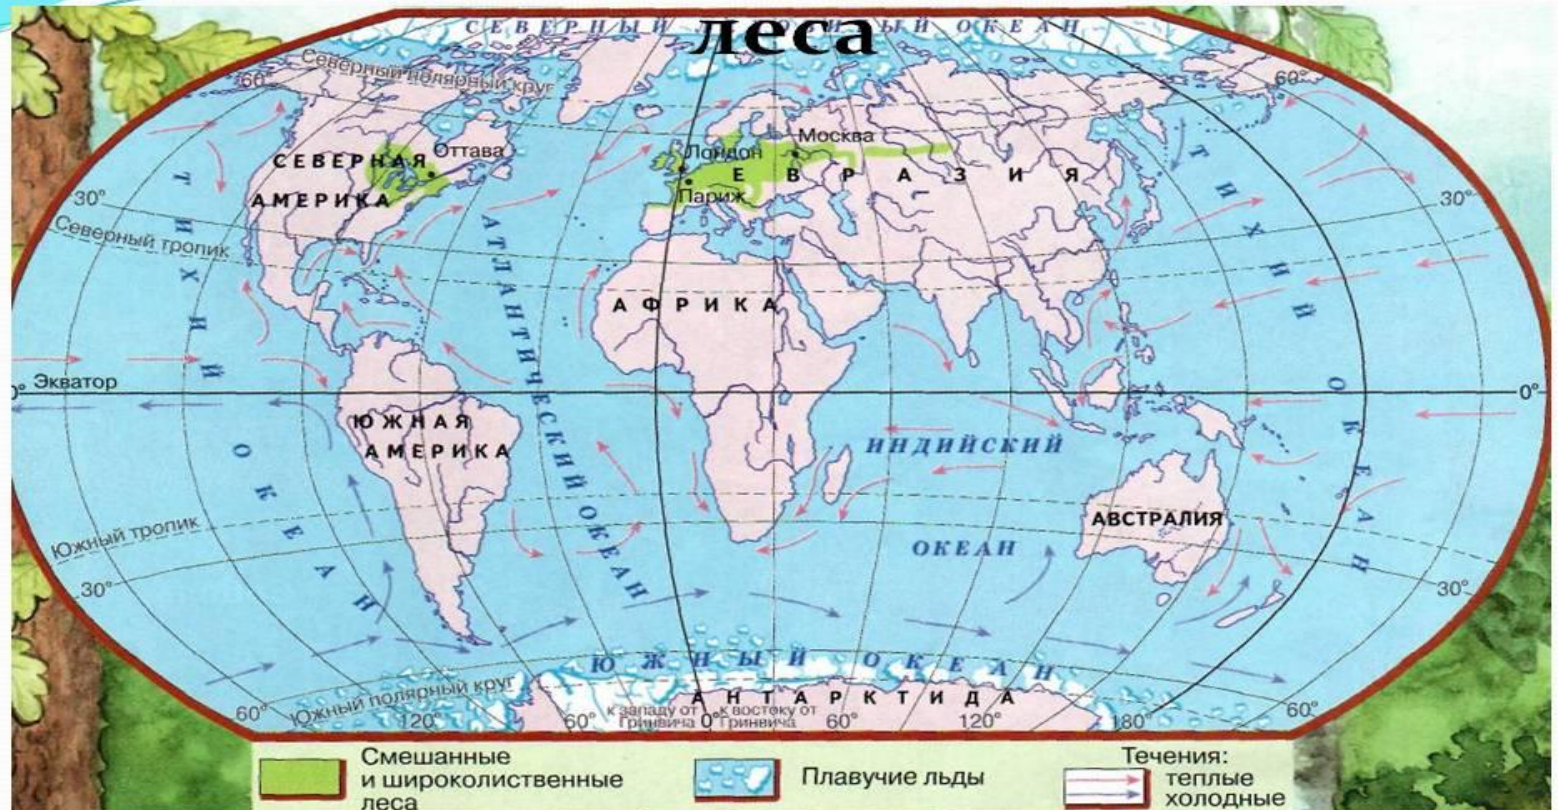 леса
СЕВЕРНЫЙ ОКЕАН
Северный полярный круг
60°
60°
Москва
Оттава
Лондон
СЕВЕРНАЯ
АМЕРИКА
ЕВРАЗИЯ
Париж
30°
30°
Северный тропик
ТИХИЙ
ОКЕАН
АТЛАНТИЧЕСКИЙ ОКЕАН
ТИХИЙ
ОКЕАН
АФРИКА
Экватор
0°
0°
ЮЖНАЯ
АМЕРИКА
ИНДИЙСКИЙ
ОКЕАН
АВСТРАЛИЯ
Южный тропик
30°
30°
ЮЖНЫЙ ОКЕАН
АНТАРКТИДА
Южный полярный круг
60°
120°
60°
к западу от
Гринвича
0°
к востоку от
Гринвича
60°
120°
180°
60°
Смешанные
и широколиственные
леса
Плавучие льды
Течения:
теплые
холодные